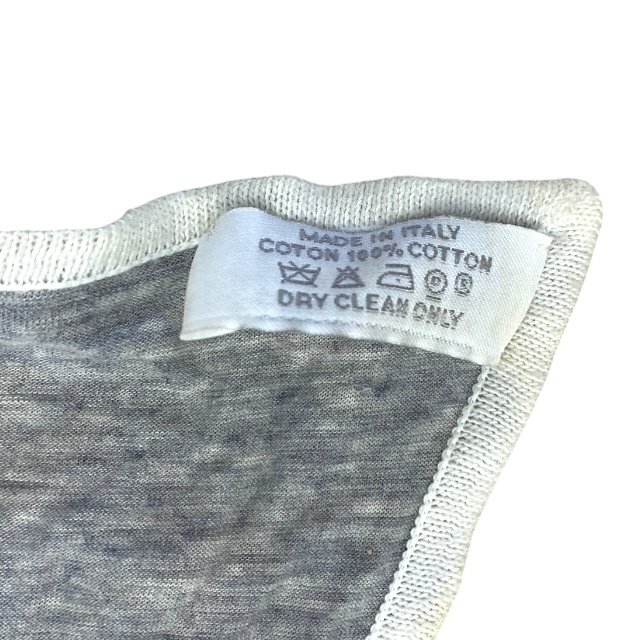 MADE IN ITALY
COTON 100% COTTON
DRY CLEAN ONLY